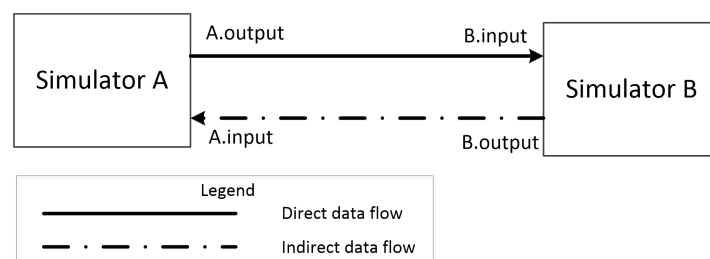 A.output
B.input
Simulator A
Simulator B
A.input
B.output
Legend
Direct data flow
Indirect data flow